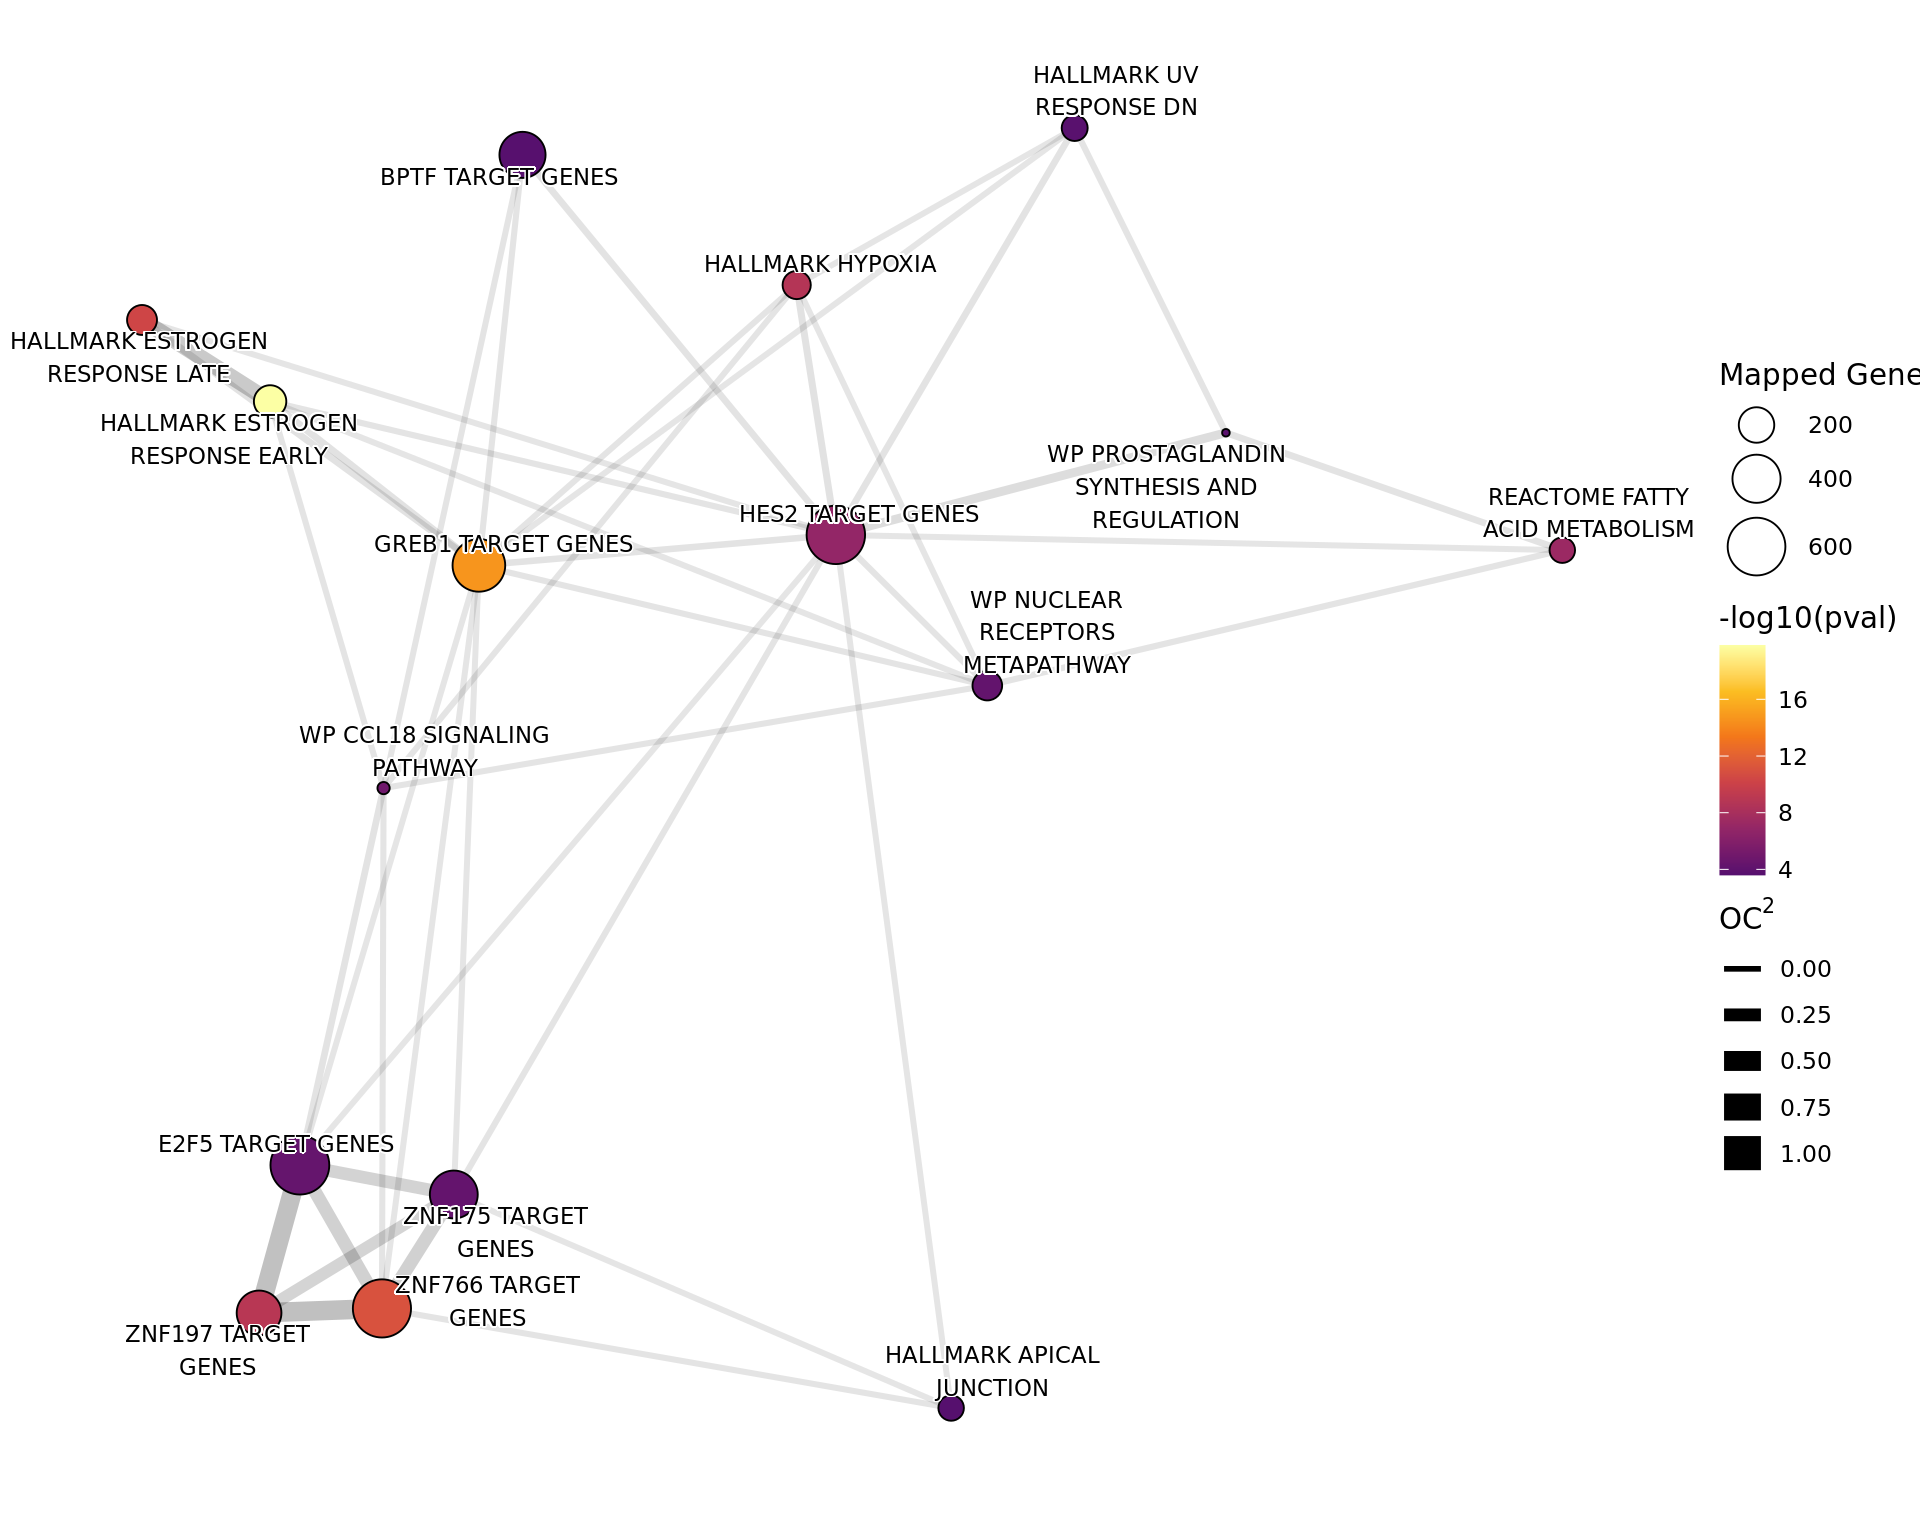 HALLMARK UV
RESPONSE DN
BPTF TARGET GENES
HALLMARK HYPOXIA
HALLMARK ESTROGEN
RESPONSE LATE
HALLMARK ESTROGEN
RESPONSE EARLY
WP PROSTAGLANDIN
SYNTHESIS AND
REGULATION
REACTOME FATTY
ACID METABOLISM
HES2 TARGET GENES
GREB1 TARGET GENES
WP NUCLEAR
RECEPTORS
METAPATHWAY
WP CCL18 SIGNALING
PATHWAY
E2F5 TARGET GENES
ZNF175 TARGET
GENES
ZNF766 TARGET
GENES
ZNF197 TARGET
GENES
HALLMARK APICAL
JUNCTION
Mapped Gene
200
400
600
-log10(pval)
16
12
8
4
OC²
0.00
0.25
0.50
0.75
1.00